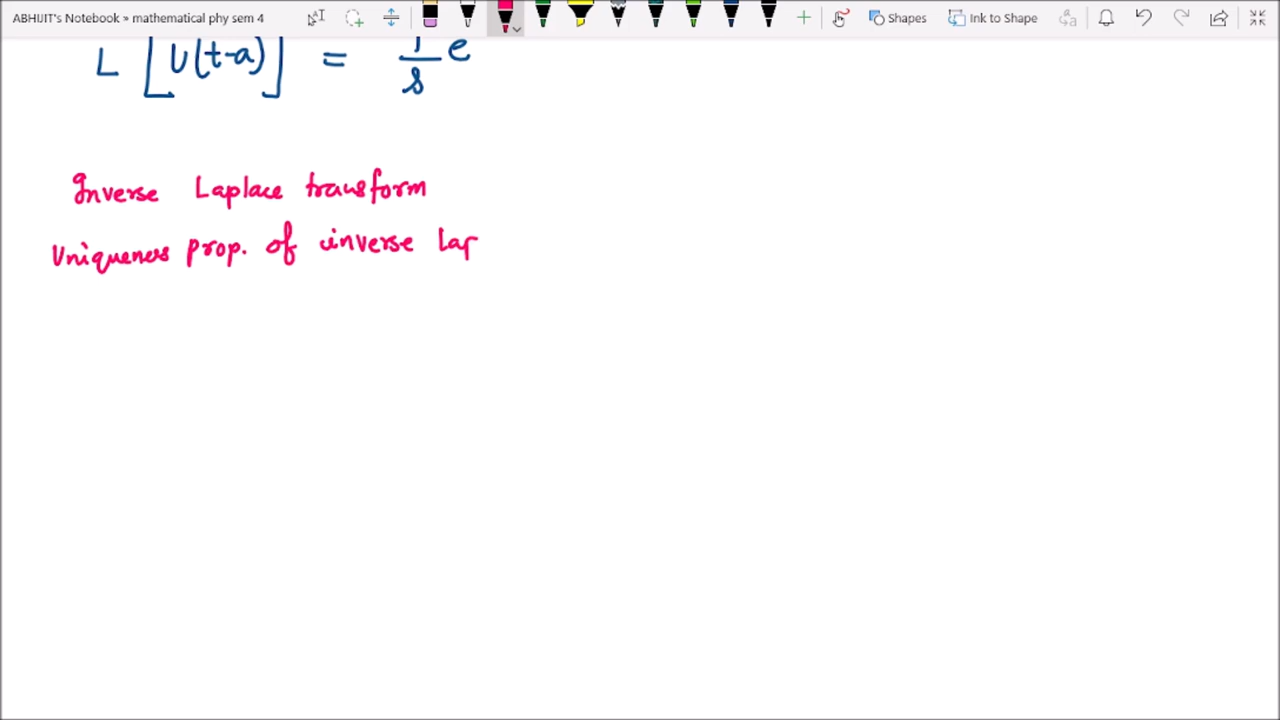 ABHIJIT's Notebook » mathematical phy sem 4
Shapes
Ink to Shape
L [U(t-a)] = 1/s e
Inverse Laplace transform
Uniqueness prop. of inverse Lap